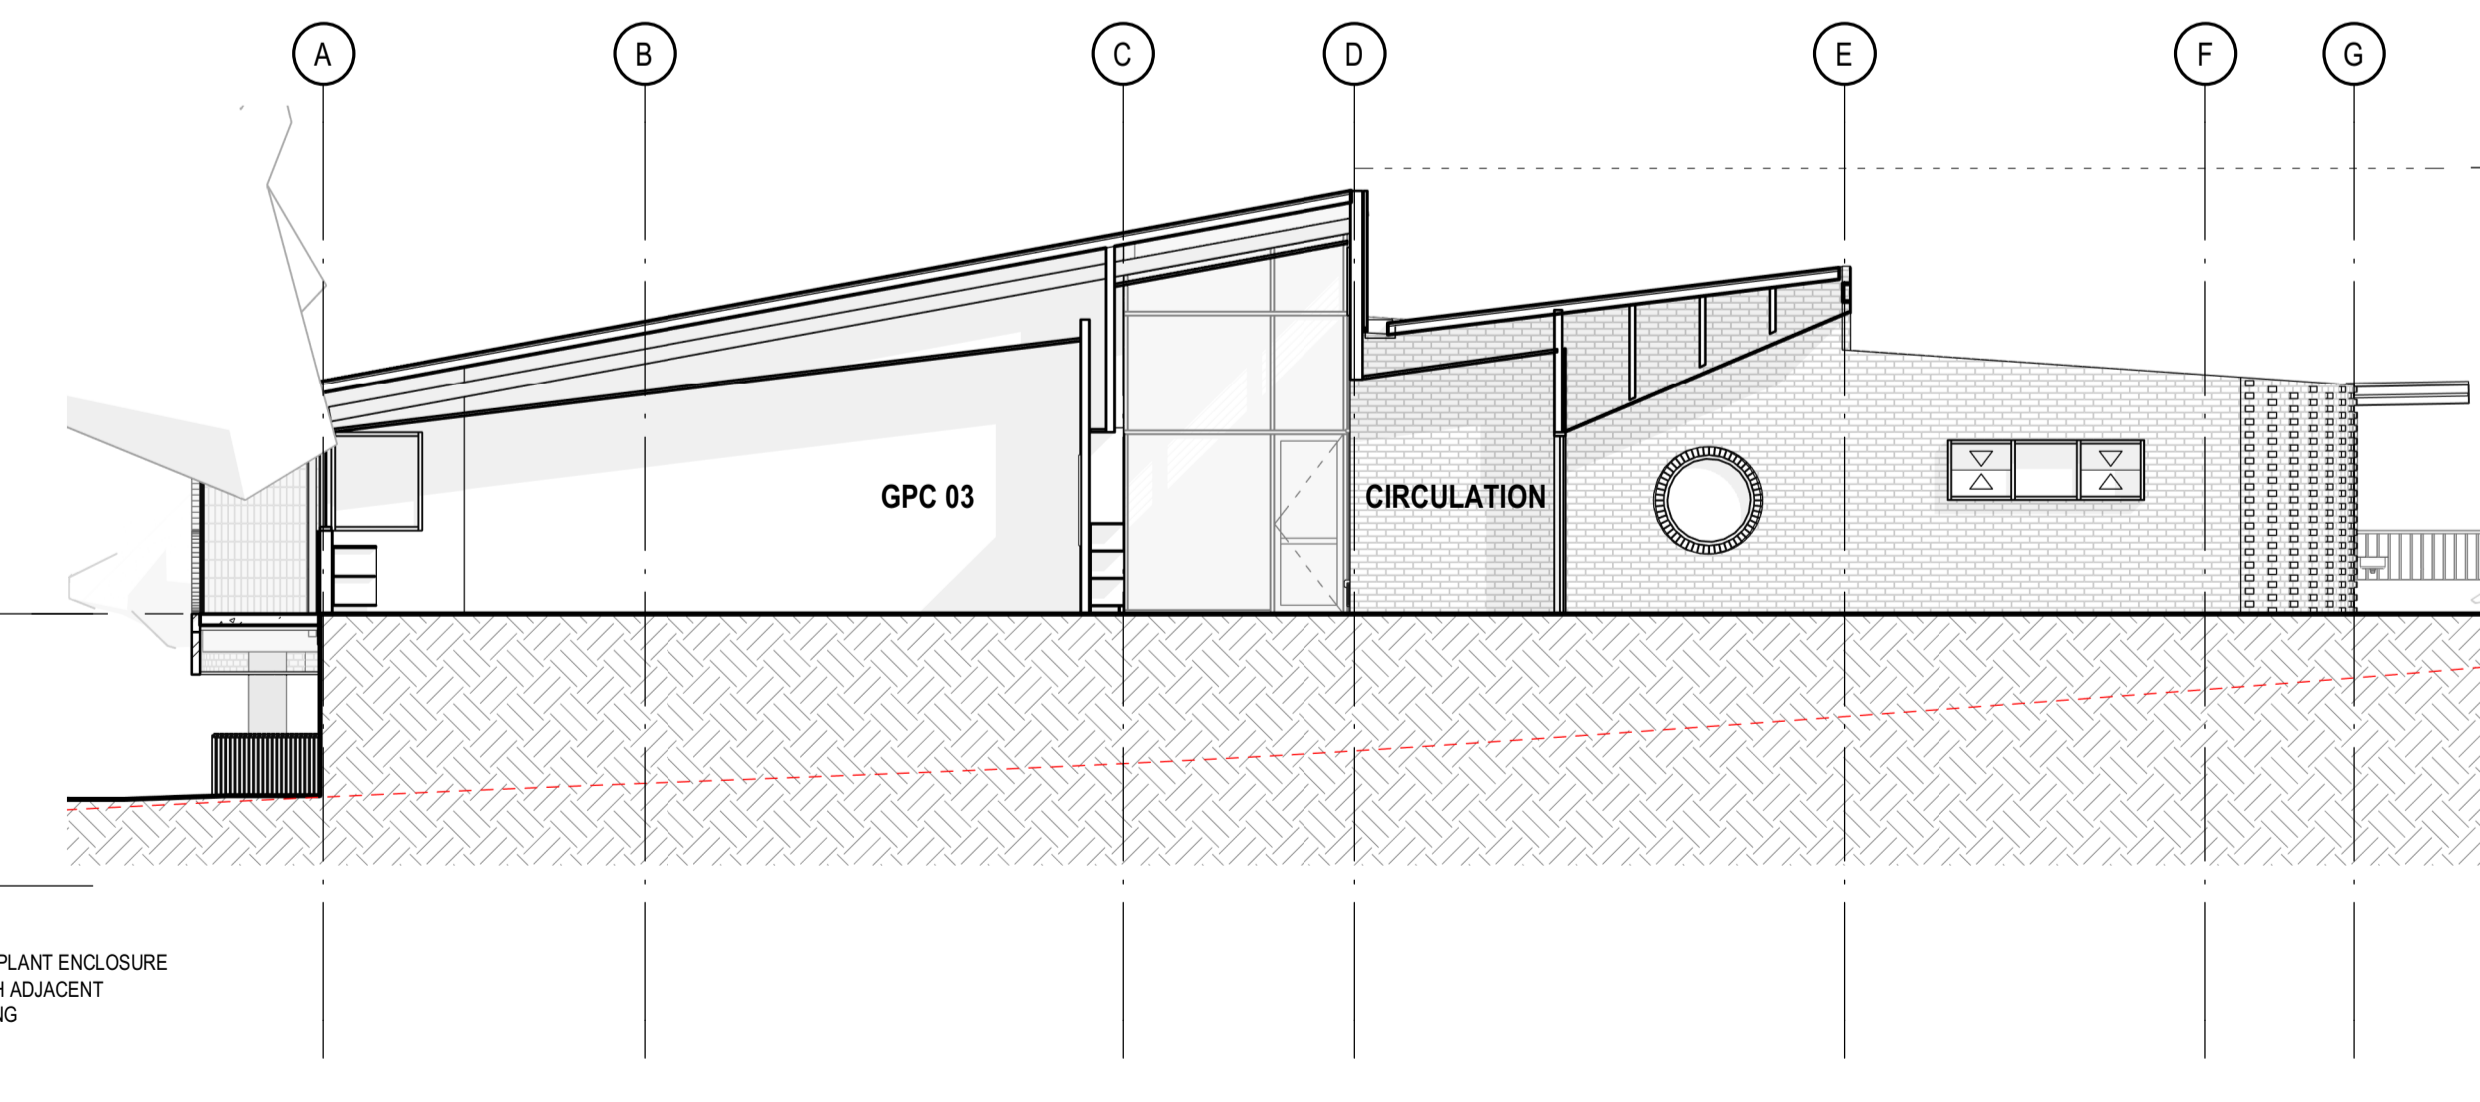 A B C D E F G
GPC 03 CIRCULATION
PLANT ENCLOSURE
H ADJACENT
NG